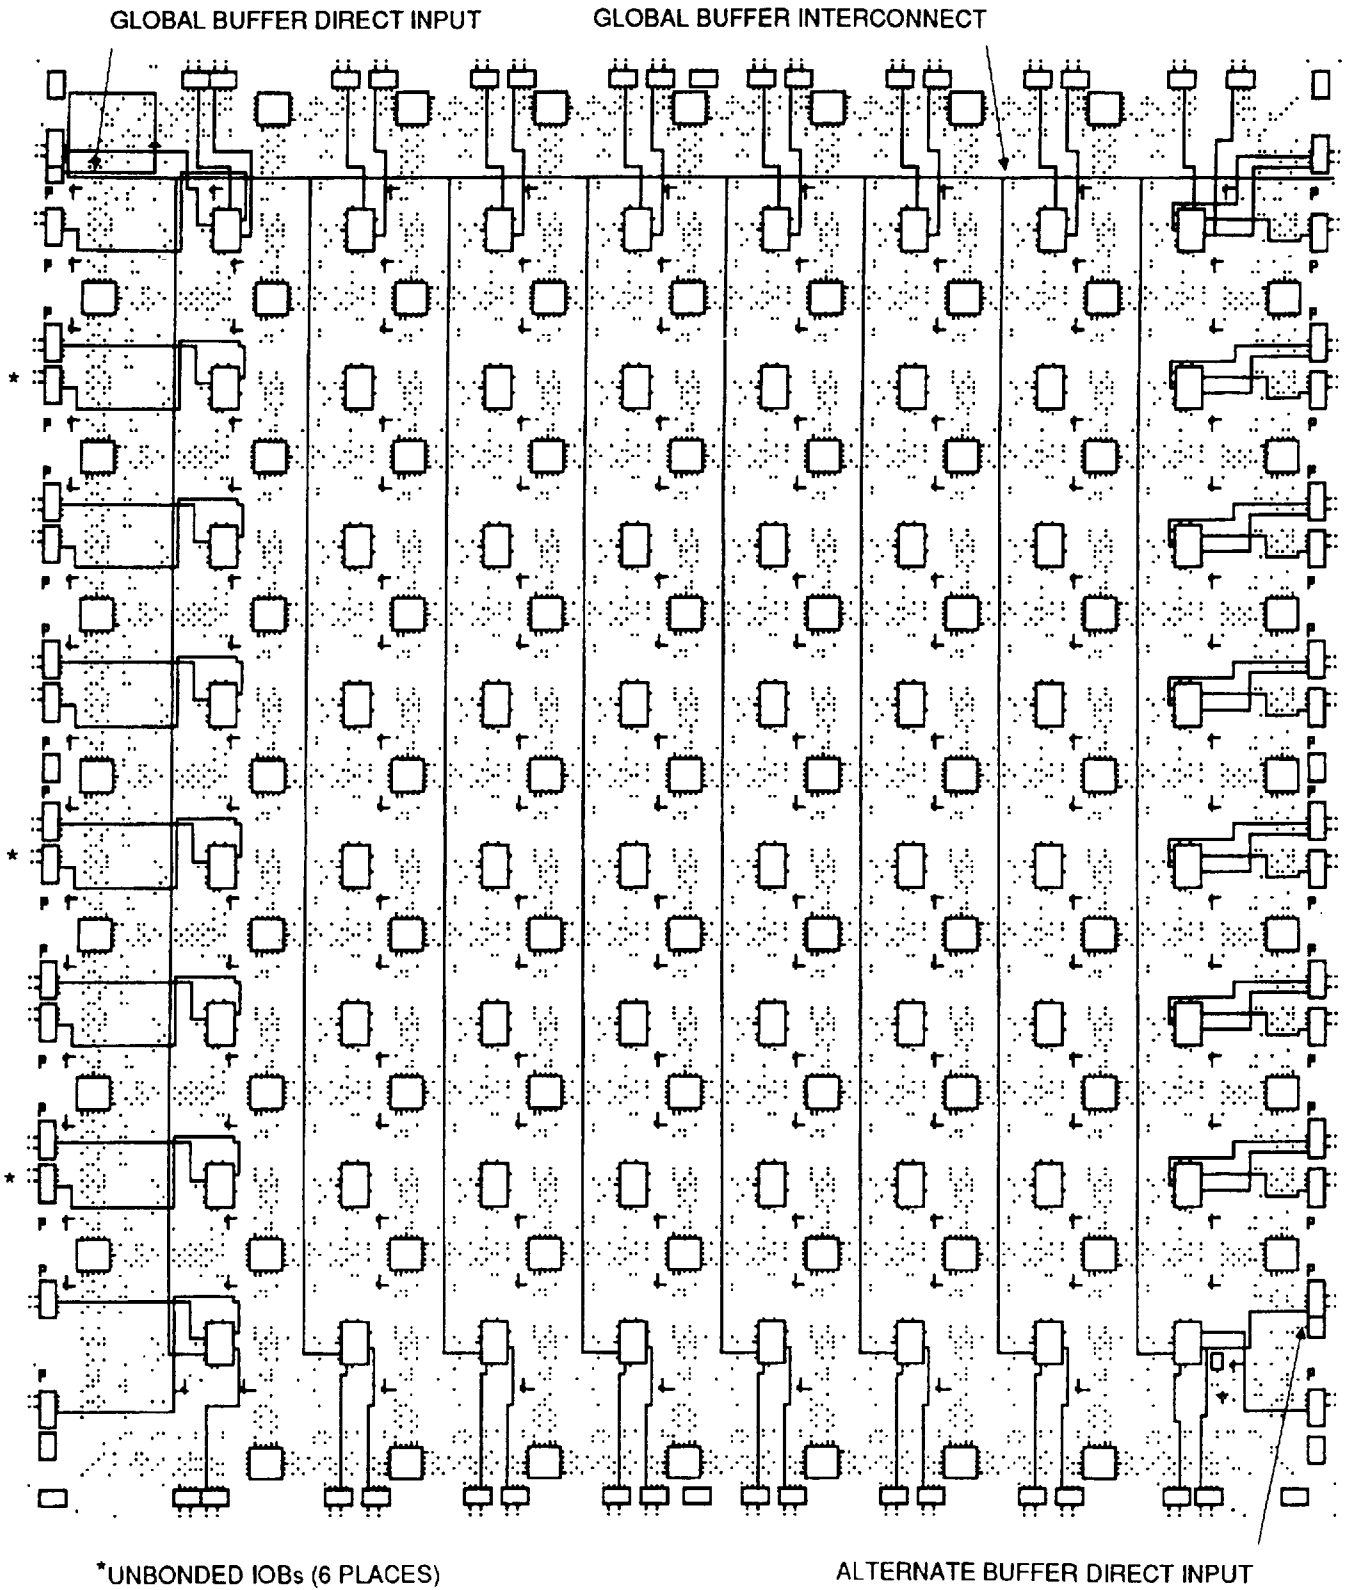 GLOBAL BUFFER DIRECT INPUT
GLOBAL BUFFER INTERCONNECT
*
*
*
*UNBONDED IOBs (6 PLACES)
ALTERNATE BUFFER DIRECT INPUT